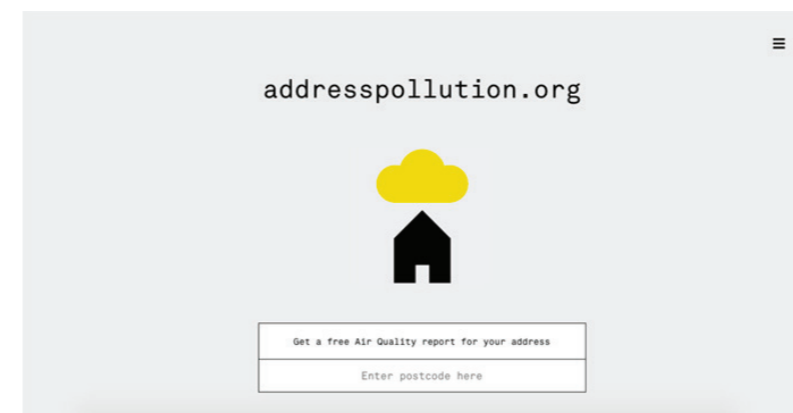 addresspollution.org
Get a free Air Quality report for your address
Enter postcode here